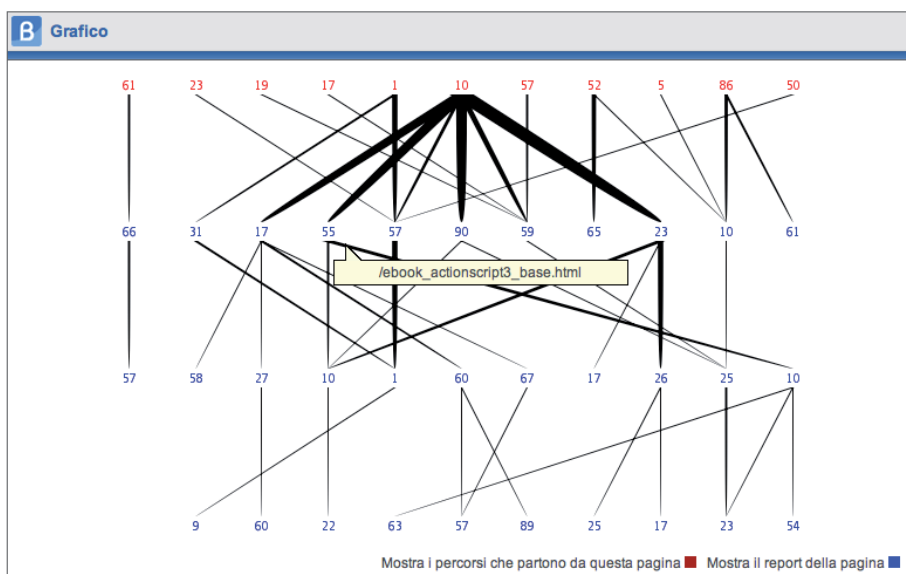 B Grafico
61 23 19 17 1 10 57 52 5 86 50
66 31 17 55 57 90 59 65 23 10 61
/ebook_actionscript3_base.html
57 58 27 10 1 60 67 17 26 25 10
9 60 22 63 57 89 25 17 23 54
Mostra i percorsi che partono da questa pagina Mostra il report della pagina